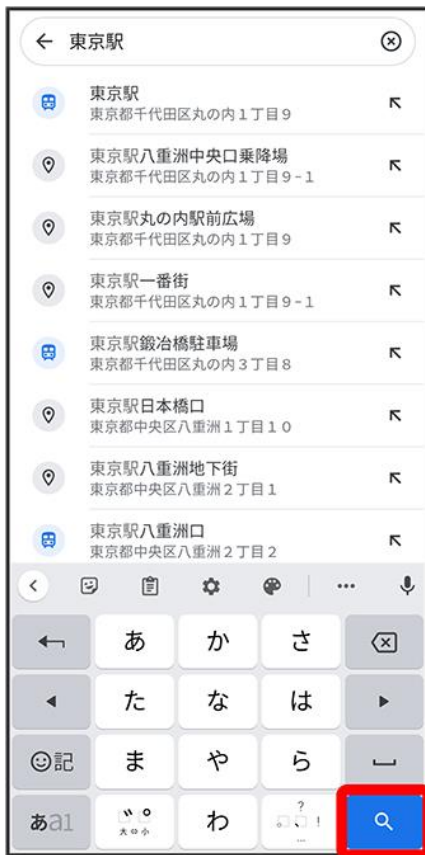 東京駅
東京駅
東京都千代田区丸の内1丁目9
東京駅八重洲中央口乗降場
東京都千代田区丸の内1丁目9-1
東京駅丸の内駅前広場
東京都千代田区丸の内1丁目9
東京駅一番街
東京都千代田区丸の内1丁目9-1
東京駅鍛冶橋駐車場
東京都千代田区丸の内3丁目8
東京駅日本橋口
東京都中央区八重洲1丁目10
東京駅八重洲地下街
東京都中央区八重洲2丁目1
東京駅八重洲口
東京都中央区八重洲2丁目2
あ か さ
た な は
記 ま や ら
あa1 ゛゜ 大⇔小 わ 。、?!…